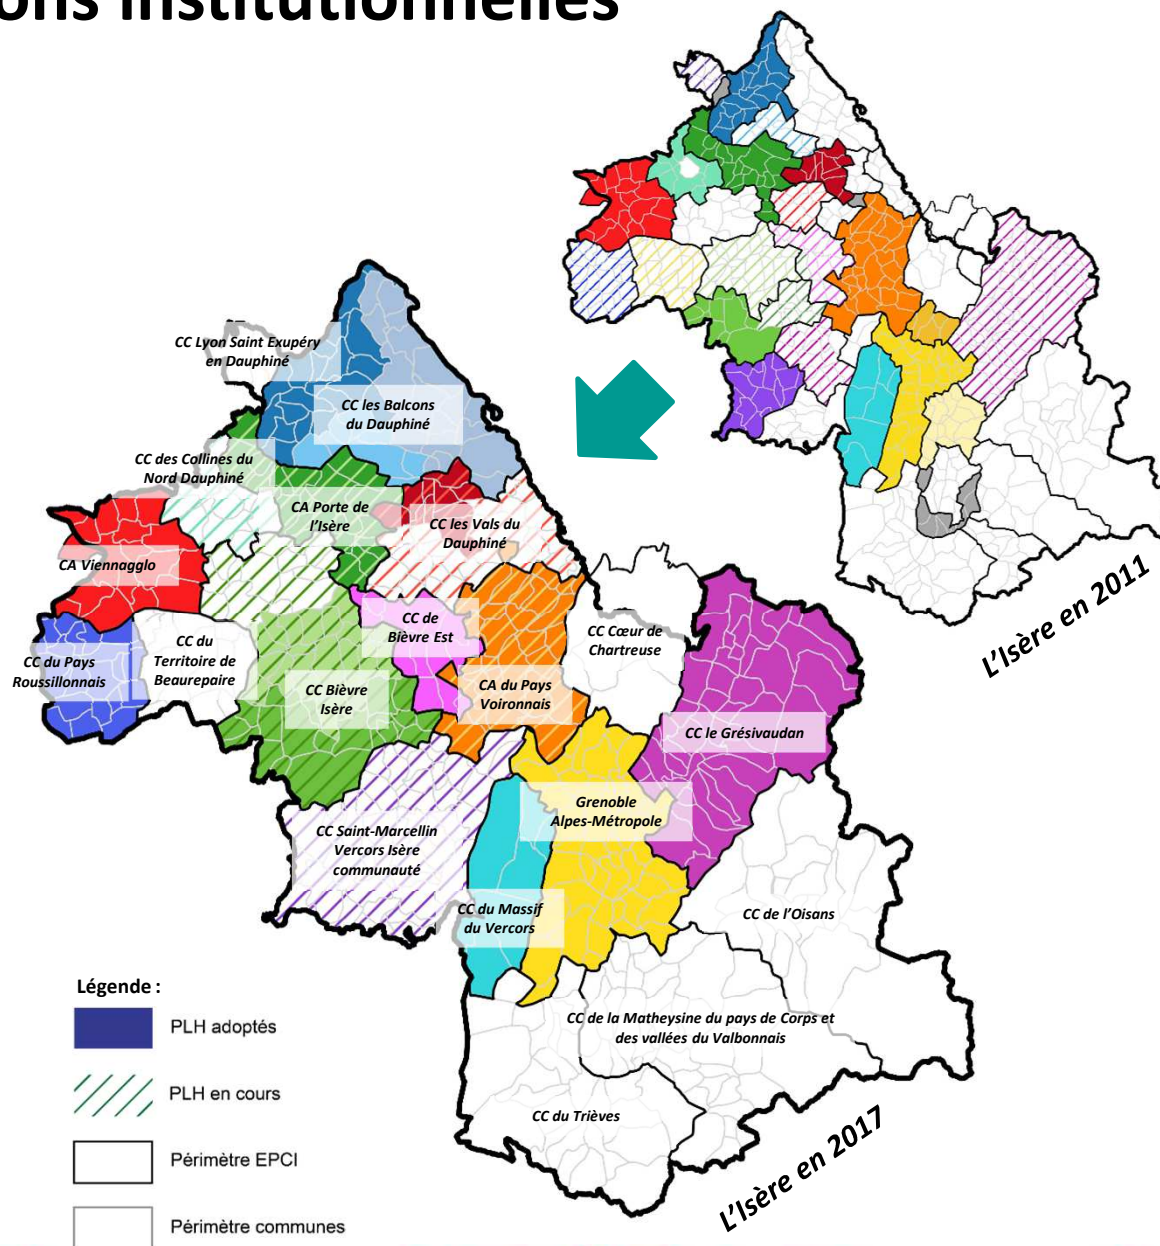 ons institutionnelles
L'Isère en 2011
CC Lyon Saint Exupéry
en Dauphiné
CC les Balcons
du Dauphiné
CC des Collines du
Nord Dauphiné
CA Porte de
l'Isère
CC les Vals du
Dauphiné
CA Viennagglo
CC du Pays
Roussillonnais
CC du
Territoire de
Beaurepaire
CC de
Bièvre Est
CC Cœur de
Chartreuse
CC Bièvre
Isère
CA du Pays
Voironnais
CC le Grésivaudan
Grenoble
Alpes-Métropole
CC Saint-Marcellin
Vercors Isère
communauté
CC du Massif
du Vercors
CC de l'Oisans
CC de la Matheysine du pays de Corps et
des vallées du Valbonnais
CC du Trièves
L'Isère en 2017
Légende :
PLH adoptés
PLH en cours
Périmètre EPCI
Périmètre communes